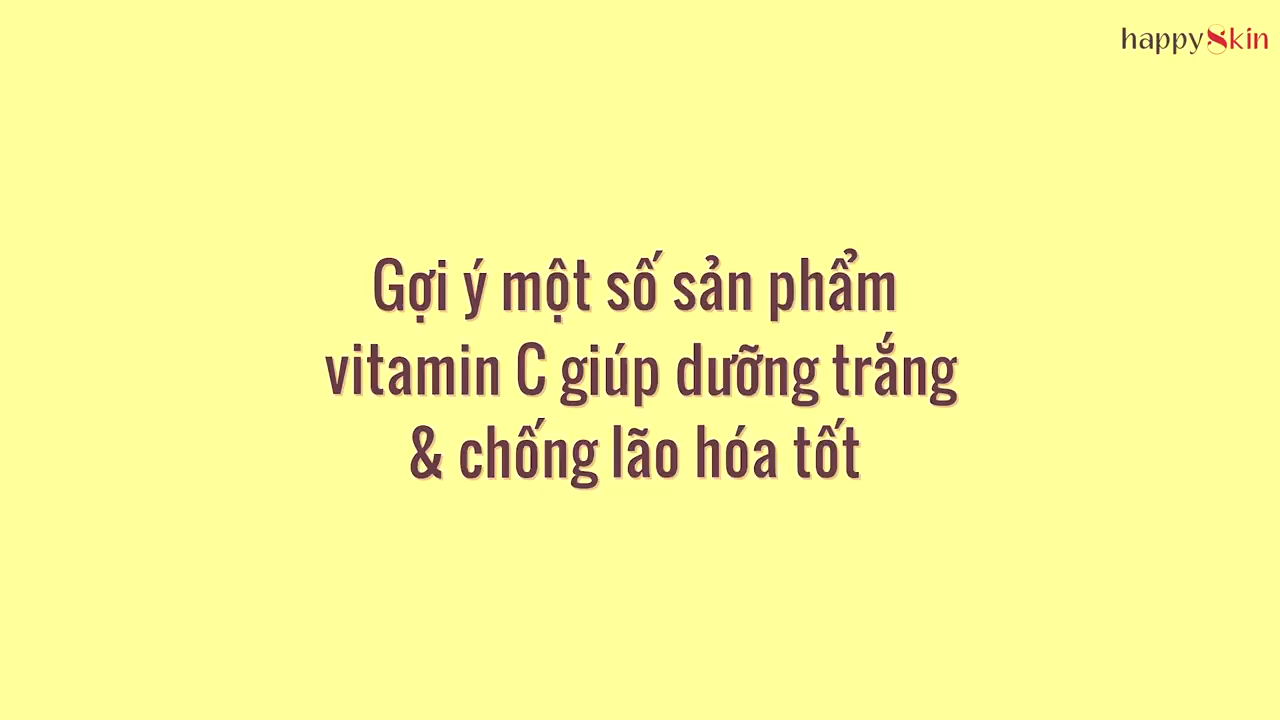 happySkin
Gợi ý một số sản phẩm
vitamin C giúp dưỡng trắng
& chống lão hóa tốt